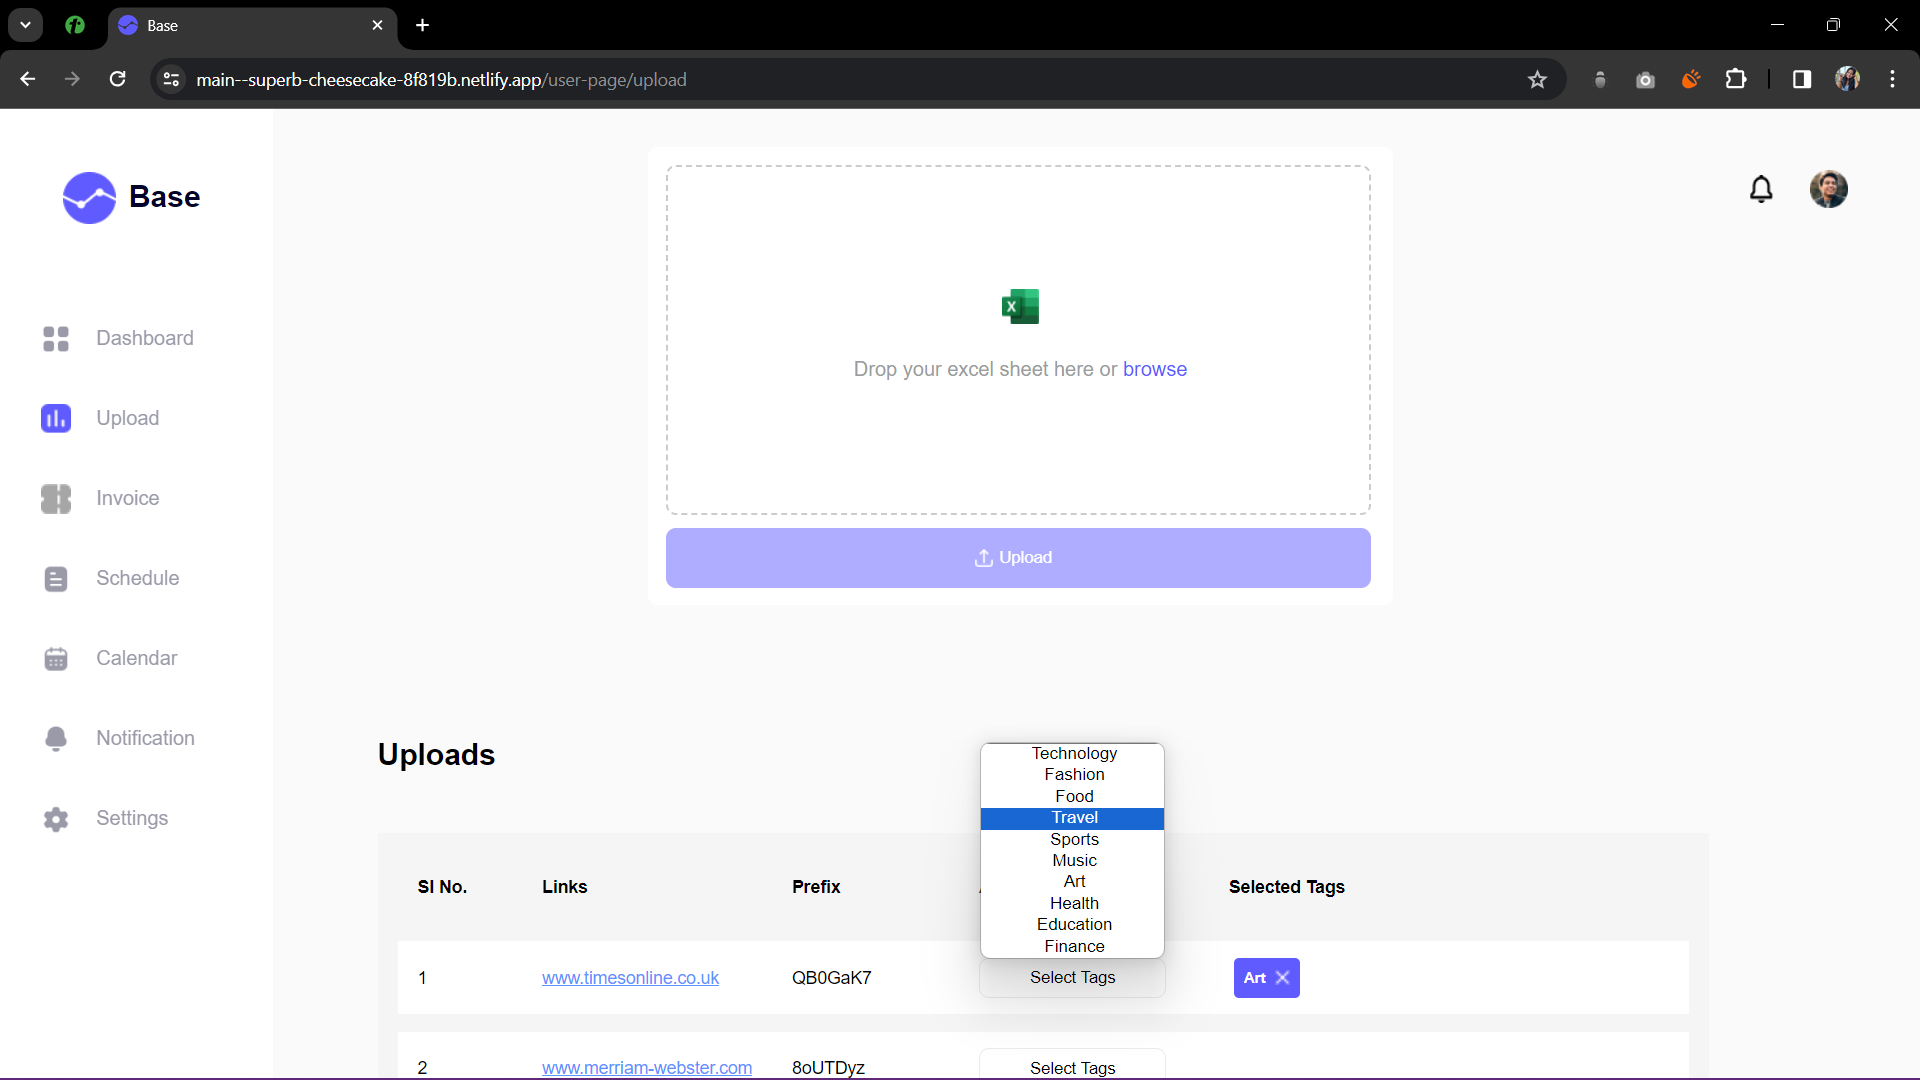 Base
main--superb-cheesecake-8f819b.netlify.app/user-page/upload
Base
Dashboard
Upload
Invoice
Schedule
Calendar
Notification
Settings
Drop your excel sheet here or browse
Upload
Uploads
Technology
Fashion
Food
Travel
Sports
Music
Art
Health
Education
Finance
Sl No. Links Prefix Selected Tags
1 www.timesonline.co.uk QB0GaK7 Select Tags Art
2 www.merriam-webster.com 8oUTDyz Select Tags